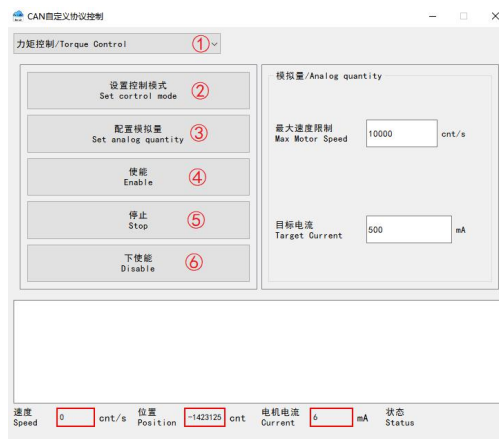 CAN自定义协议控制
力矩控制/Torque Control ①
设置控制模式
Set cortrol mode ②
配置模拟量
Set analog quantity ③
使能
Enable ④
停止
Stop ⑤
下使能
Disable ⑥
模拟量/Analog quantity
最大速度限制
Max Motor Speed 10000 cnt/s
目标电流
Target Current 500 mA
速度 位置 电机电流 状态
Speed 0 cnt/s Position -1423125 cnt Current 6 mA Status